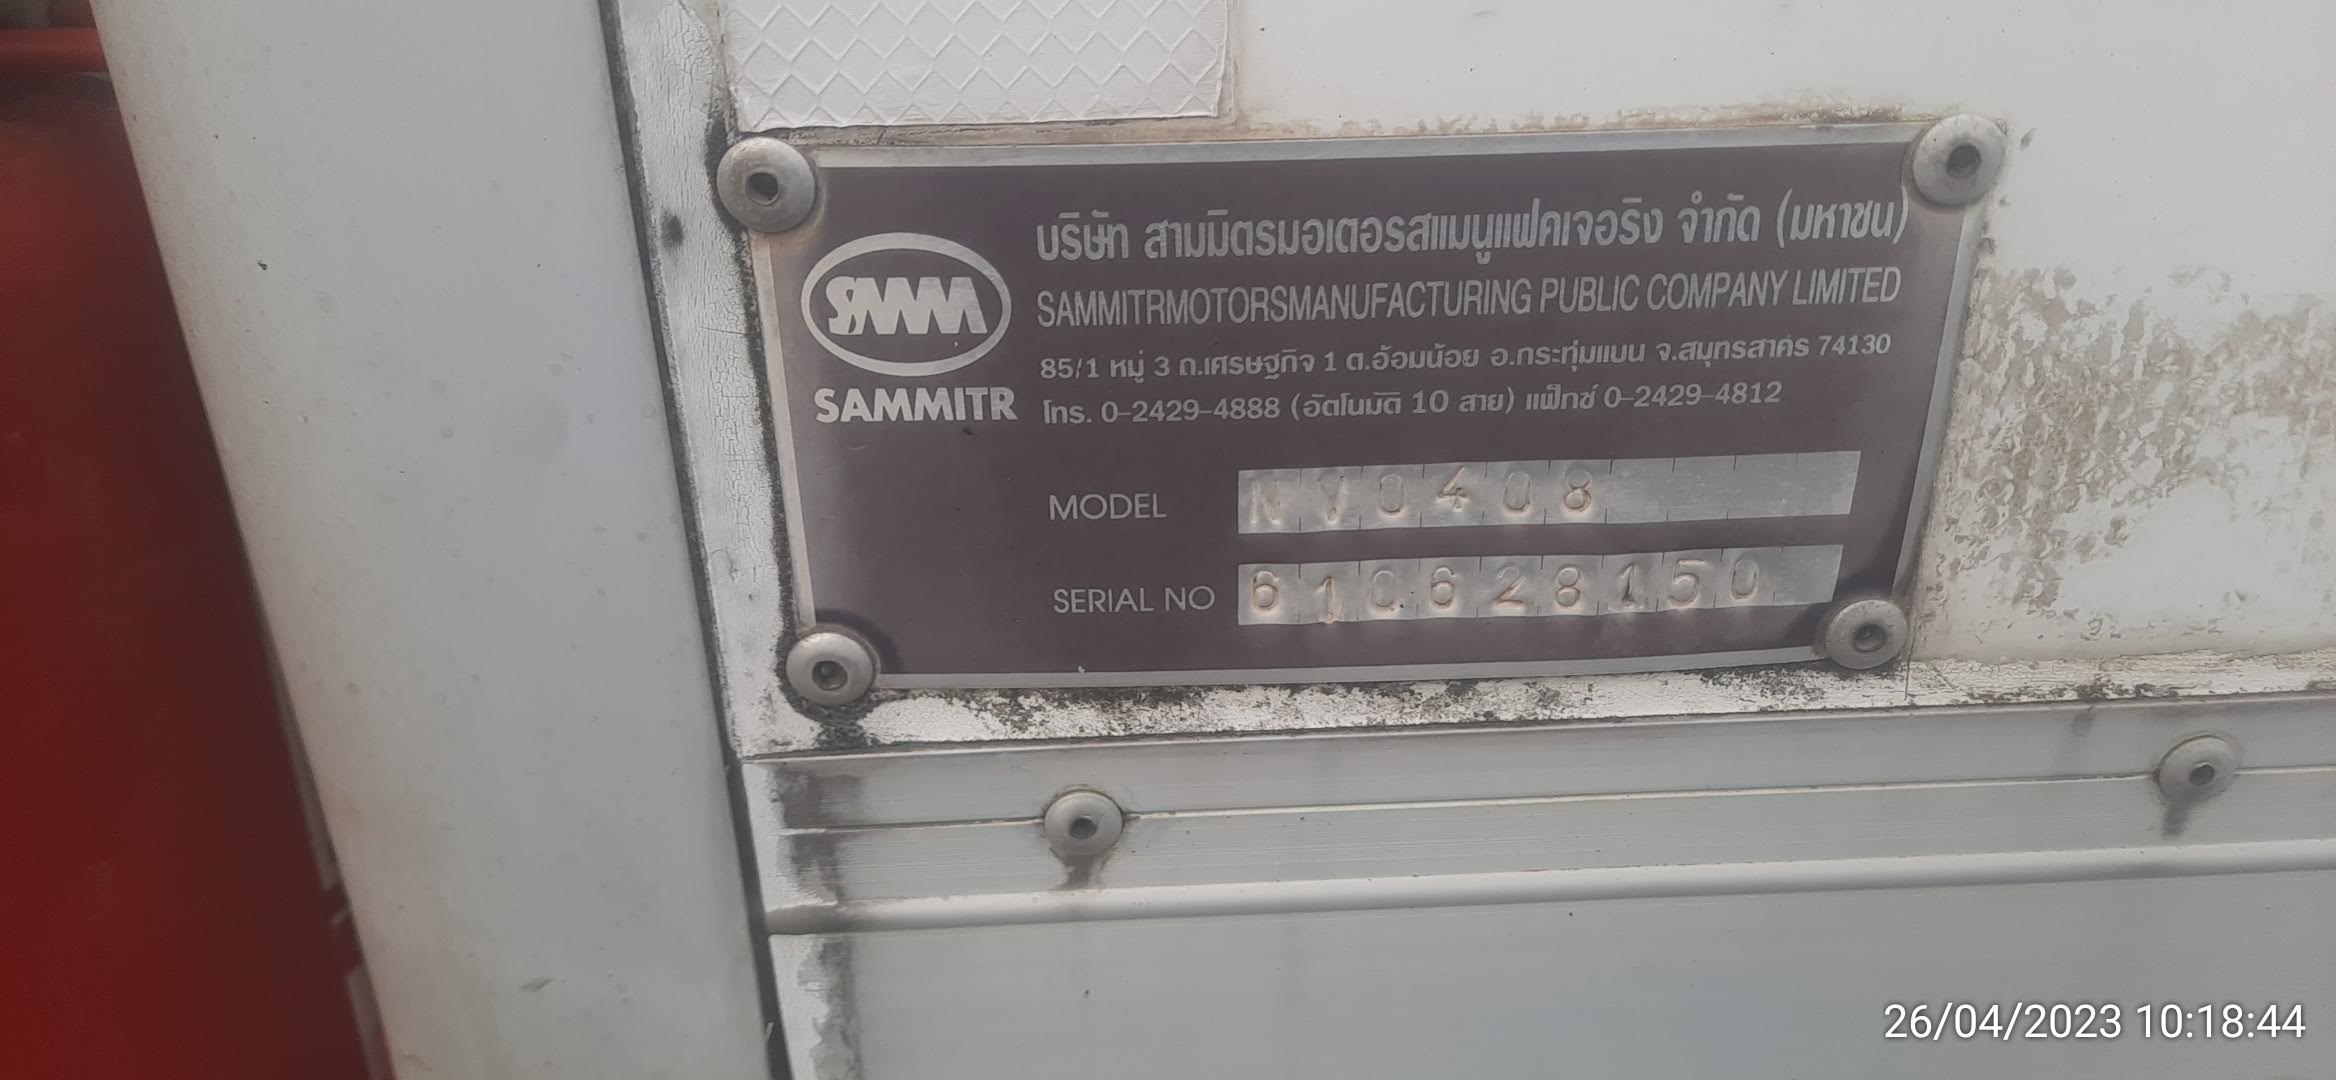 SMM
SAMMITR
บริษัท สามมิตรมอเตอรสแมนูแฟคเจอริง จำกัด (มหาชน)
SAMMITRMOTORSMANUFACTURING PUBLIC COMPANY LIMITED
85/1 หมู่ 3 ถ.เศรษฐกิจ 1 ต.อ้อมน้อย อ.กระทุ่มแบน จ.สมุทรสาคร 74130
โทร. 0-2429-4888 (อัตโนมัติ 10 สาย) แฟ็กซ์ 0-2429-4812
MODEL NV0408
SERIAL NO 610628150
26/04/2023 10:18:44